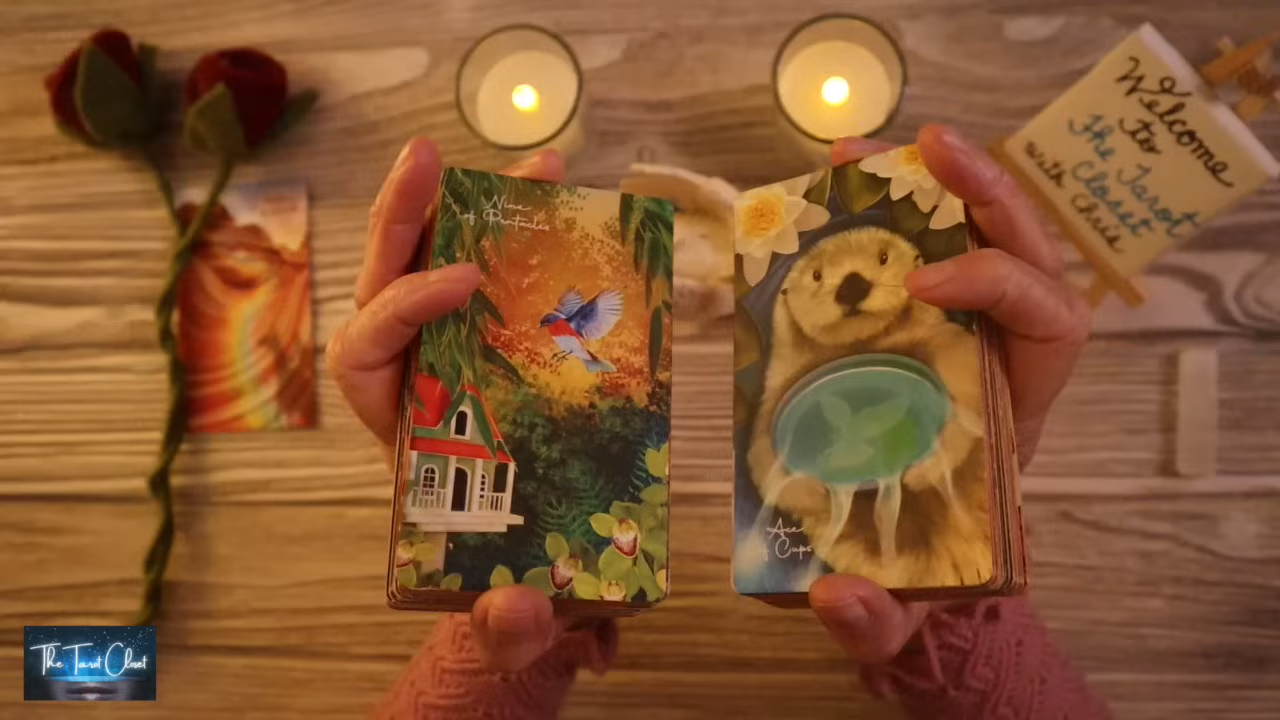 Nine
of Pentacles
Ace
of Cups
Welcome
To
The Tarot
Closet
with Chris
The Tarot Closet